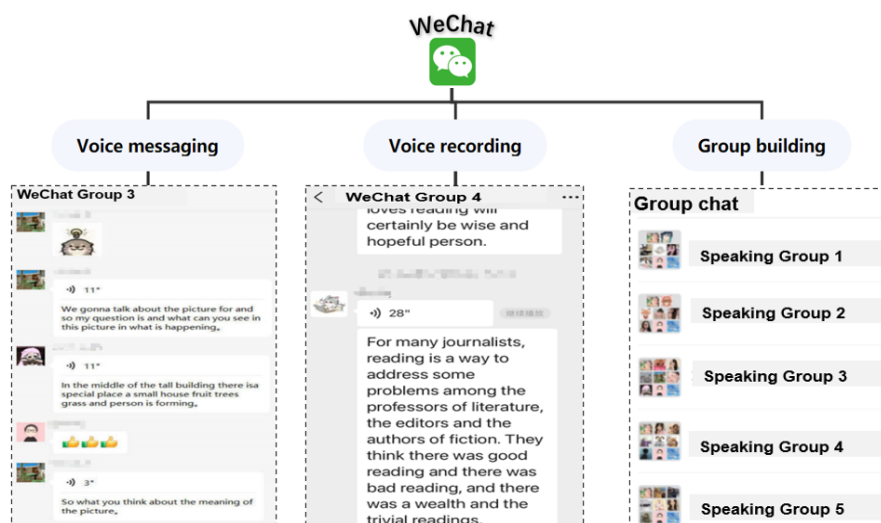 WeChat
Voice messaging
Voice recording
Group building
WeChat Group 3
11"
We gonna talk about the picture for and
so my question is and what can you see in
this picture in what is happening。
11"
In the middle of the tall building there isa
special place a small house fruit trees
grass and person is forming。
3"
So what you think about the meaning of
the picture。
WeChat Group 4
loves reading will
certainly be wise and
hopeful person.
28"
For many journalists,
reading is a way to
address some
problems among the
professors of literature,
the editors and the
authors of fiction. They
think there was good
reading and there was
bad reading, and there
was a wealth and the
trivial readings.
Group chat
Speaking Group 1
Speaking Group 2
Speaking Group 3
Speaking Group 4
Speaking Group 5